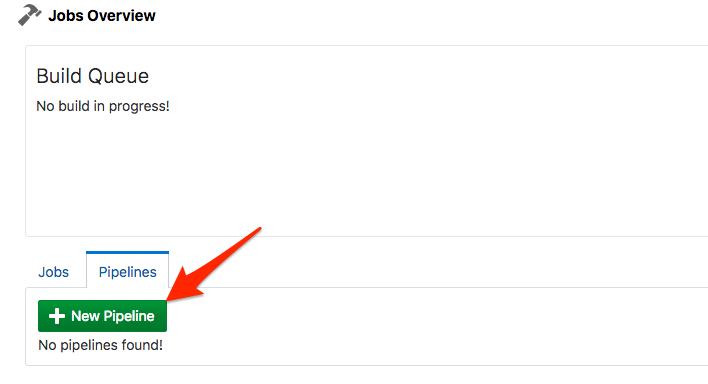 Jobs Overview
Build Queue
No build in progress!
Jobs Pipelines
New Pipeline
No pipelines found!